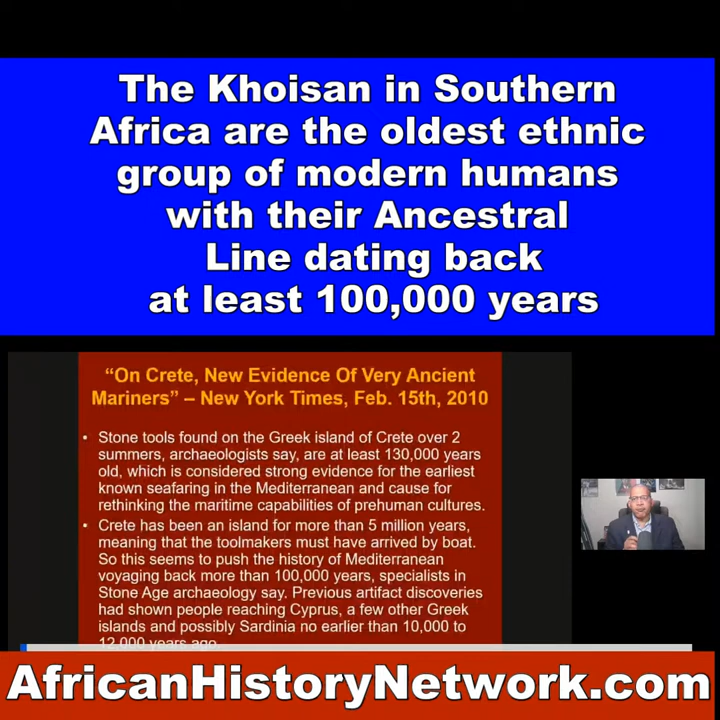 The Khoisan in Southern
Africa are the oldest ethnic
group of modern humans
with their Ancestral
Line dating back
at least 100,000 years
“On Crete, New Evidence Of Very Ancient
Mariners” – New York Times, Feb. 15th, 2010
• Stone tools found on the Greek island of Crete over 2
summers, archaeologists say, are at least 130,000 years
old, which is considered strong evidence for the earliest
known seafaring in the Mediterranean and cause for
rethinking the maritime capabilities of prehuman cultures.
• Crete has been an island for more than 5 million years,
meaning that the toolmakers must have arrived by boat.
So this seems to push the history of Mediterranean
voyaging back more than 100,000 years, specialists in
Stone Age archaeology say. Previous artifact discoveries
had shown people reaching Cyprus, a few other Greek
islands and possibly Sardinia no earlier than 10,000 to
12,000 years ago.
AfricanHistoryNetwork.com